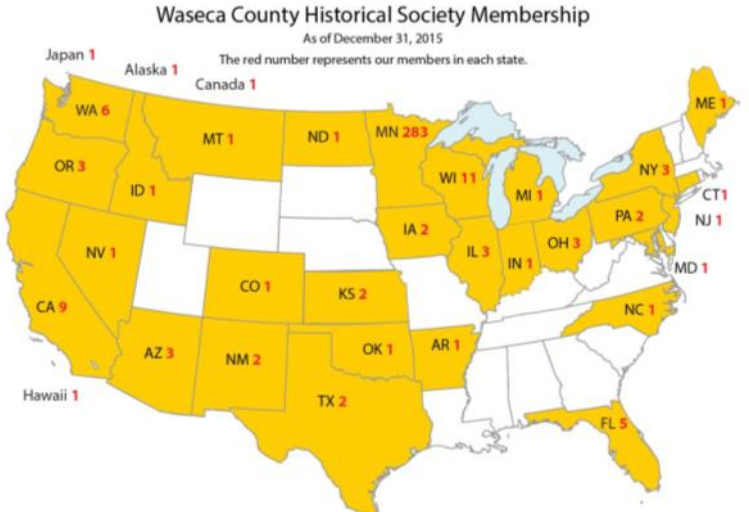 Waseca County Historical Society Membership
As of December 31, 2015
The red number represents our members in each state.
Japan 1
Alaska 1
Canada 1
WA 6
MT 1
ND 1
MN 283
ME 1
OR 3
ID 1
WI 11
MI 1
NY 3
CT1
NJ 1
PA 2
NV 1
IA 2
IL 3
IN 1
OH 3
MD 1
CO 1
KS 2
CA 9
NC 1
AZ 3
NM 2
OK 1
AR 1
Hawaii 1
TX 2
FL 5